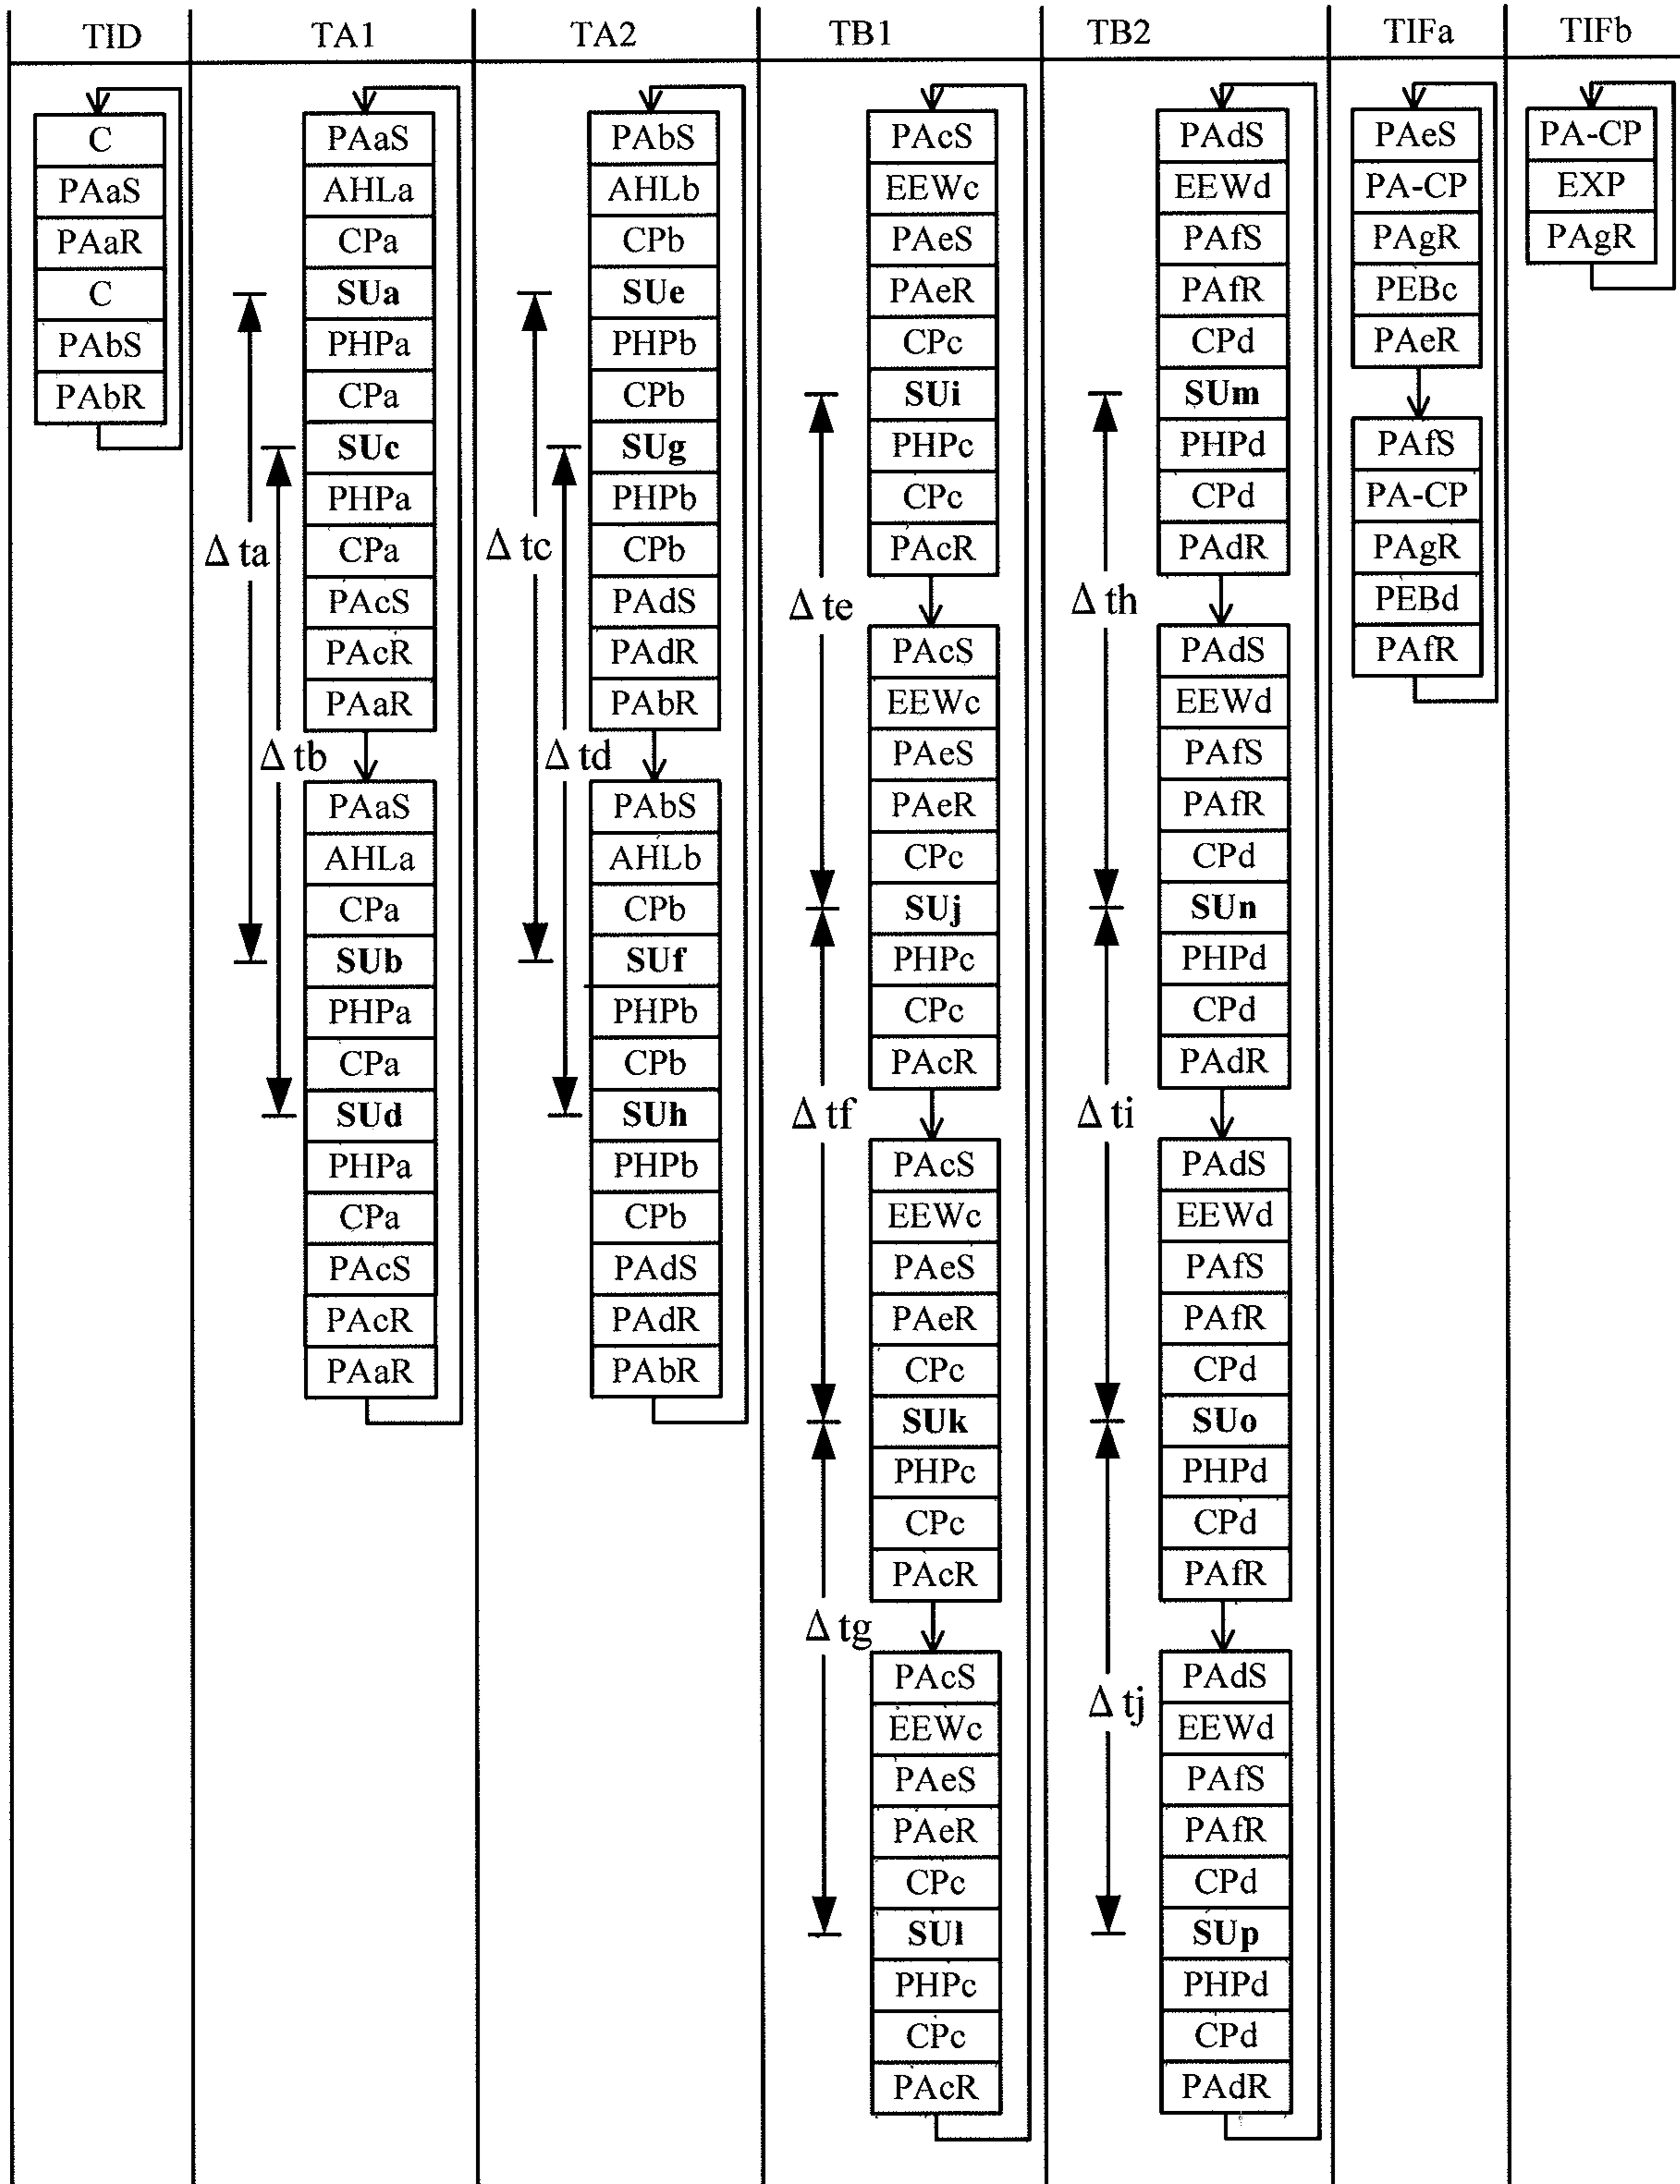 TID TA1 TA2 TB1 TB2 TIFa TIFb
C
PAaS
PAaR
C
PAbS
PAbR
Δ ta
Δ tb
PAaS
AHLa
CPa
SUa
PHPa
CPa
SUc
PHPa
CPa
PAcS
PAcR
PAaR
PAaS
AHLa
CPa
SUb
PHPa
CPa
SUd
PHPa
CPa
PAcS
PAcR
PAaR
Δ tc
Δ td
PAbS
AHLb
CPb
SUe
PHPb
CPb
SUg
PHPb
CPb
PAdS
PAdR
PAbR
PAbS
AHLb
CPb
SUf
PHPb
CPb
SUh
PHPb
CPb
PAdS
PAdR
PAbR
Δ te
Δ tf
Δ tg
PAcS
EEWc
PAeS
PAeR
CPc
SUi
PHPc
CPc
PAcR
PAcS
EEWc
PAeS
PAeR
CPc
SUj
PHPc
CPc
PAcR
PAcS
EEWc
PAeS
PAeR
CPc
SUk
PHPc
CPc
PAcR
PAcS
EEWc
PAeS
PAeR
CPc
SUl
PHPc
CPc
PAcR
Δ th
Δ ti
Δ tj
PAdS
EEWd
PAfS
PAfR
CPd
SUm
PHPd
CPd
PAdR
PAdS
EEWd
PAfS
PAfR
CPd
SUn
PHPd
CPd
PAdR
PAdS
EEWd
PAfS
PAfR
CPd
SUo
PHPd
CPd
PAfR
PAdS
EEWd
PAfS
PAfR
CPd
SUp
PHPd
CPd
PAdR
PAeS
PA-CP
PAgR
PEBc
PAeR
PAfS
PA-CP
PAgR
PEBd
PAfR
PA-CP
EXP
PAgR